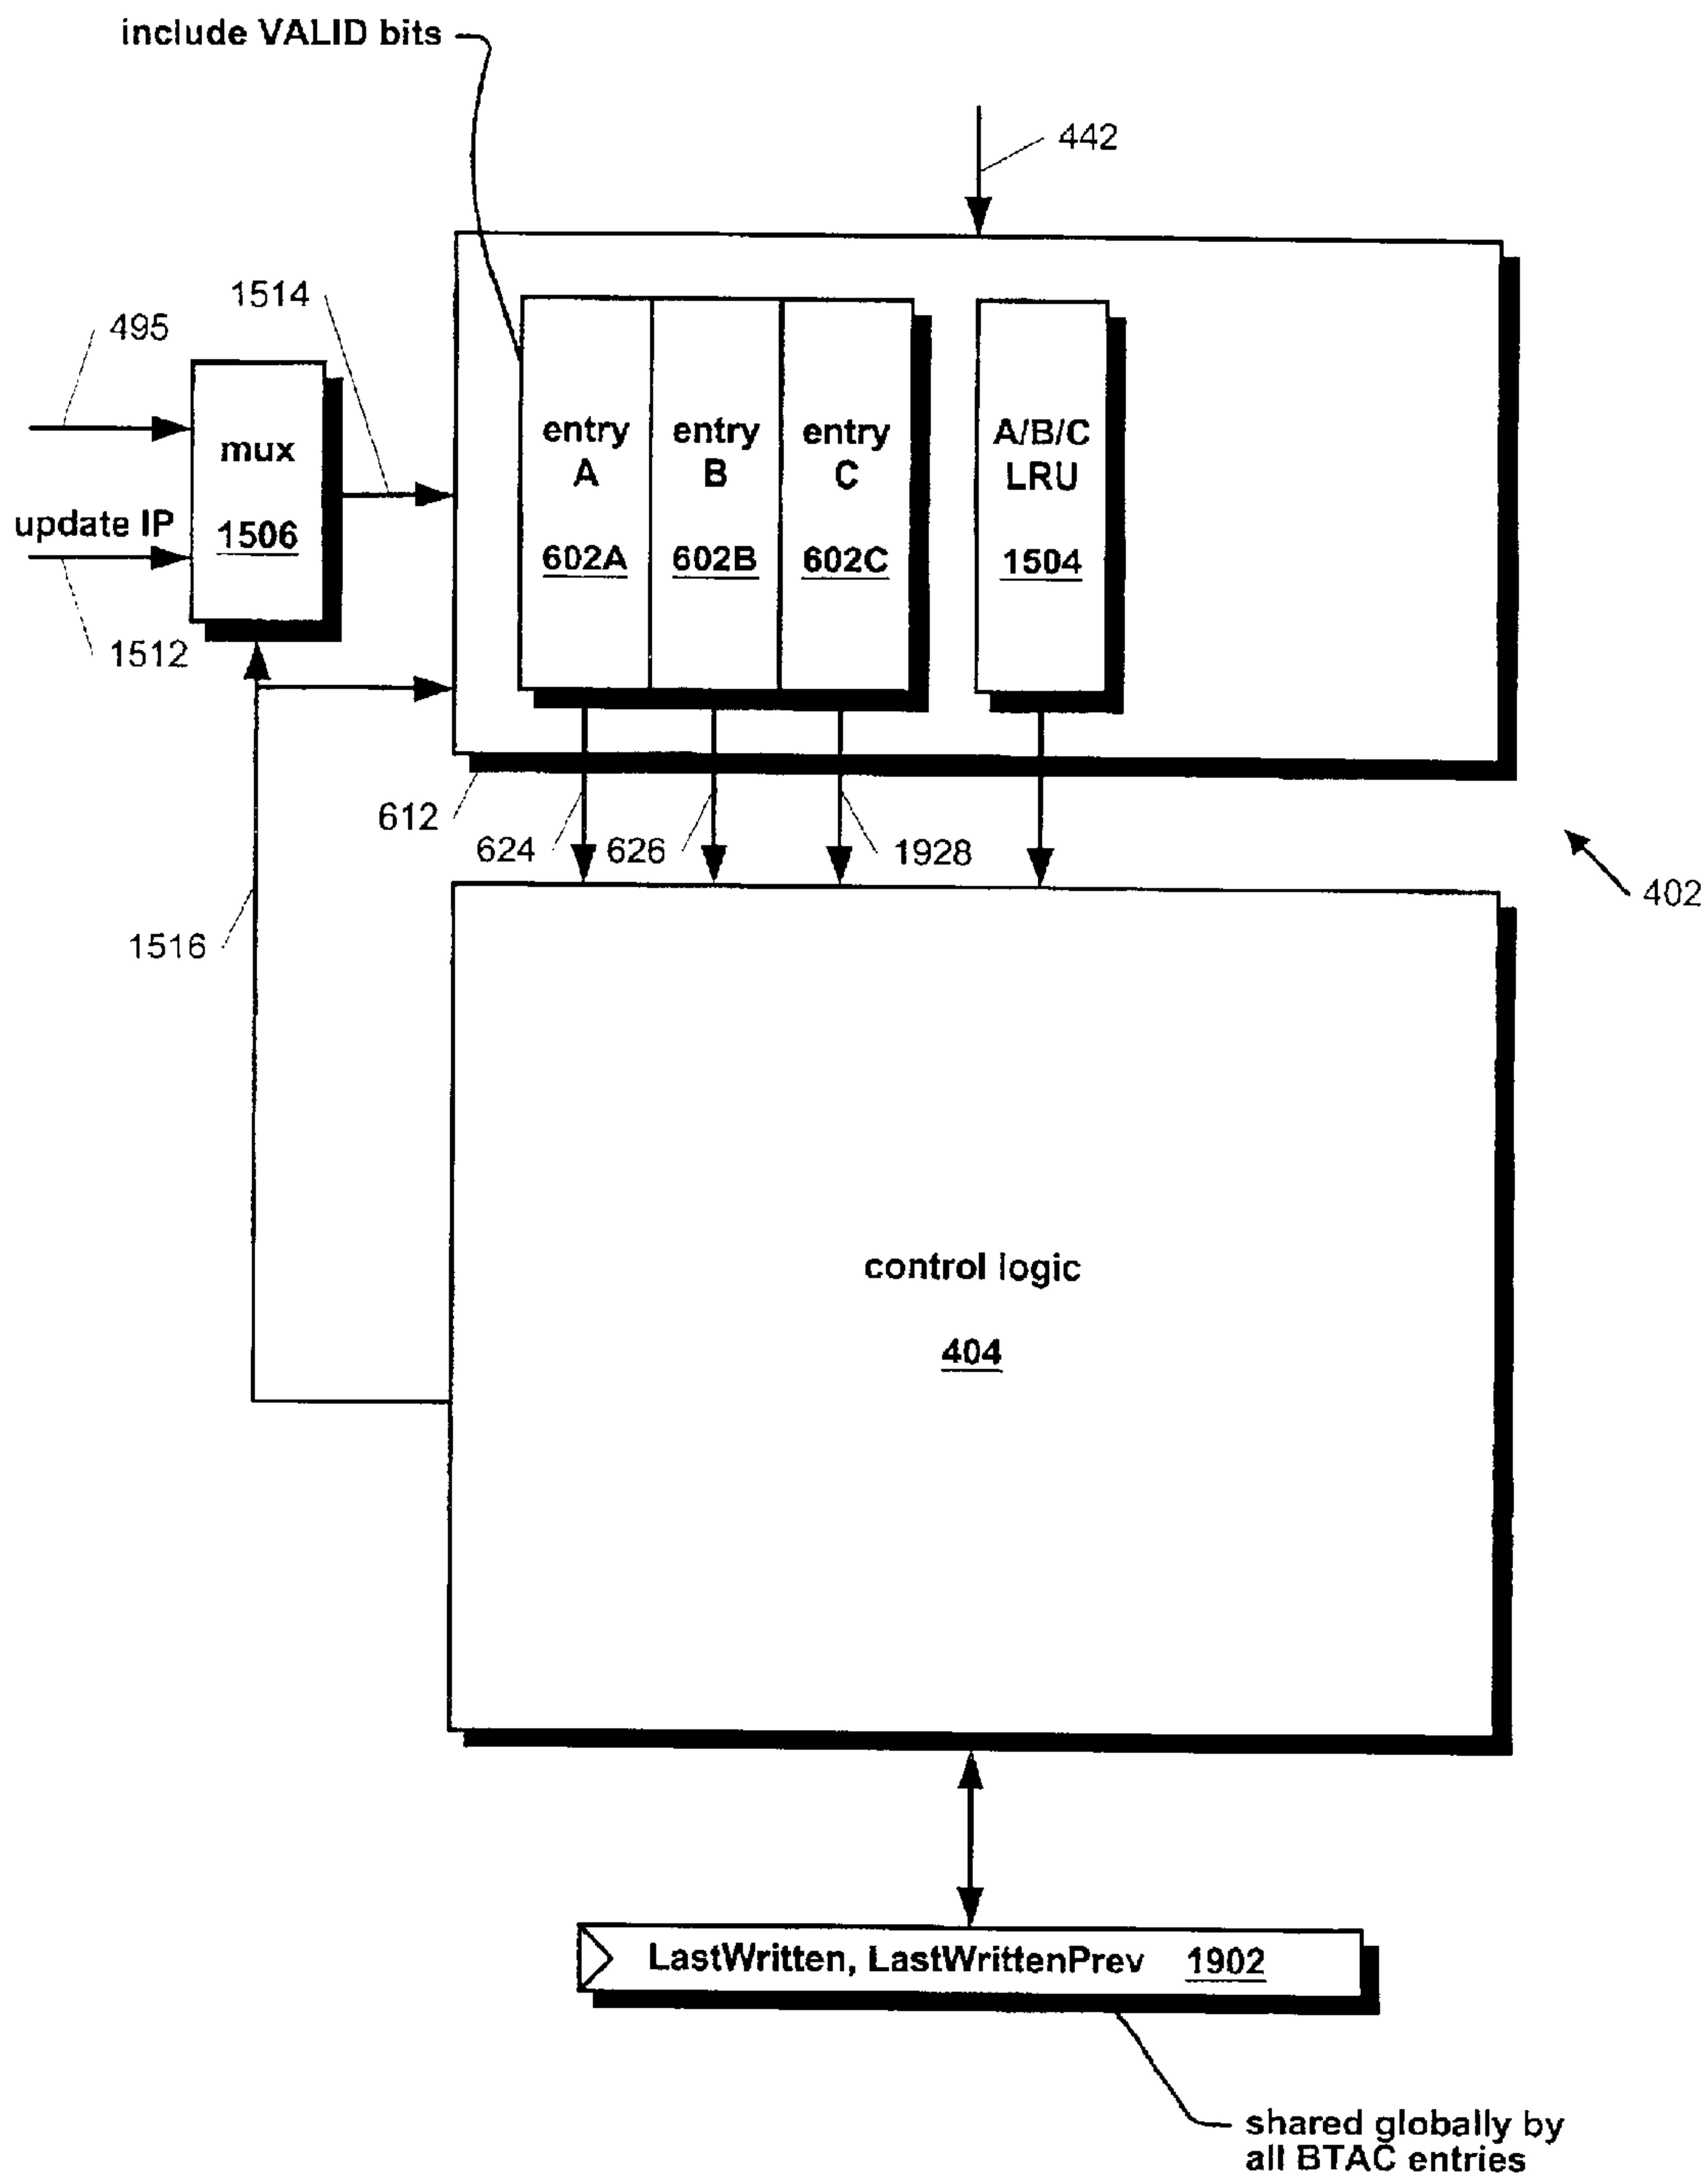 include VALID bits
442
1514
495
mux
1506
update IP
1512
entry A
602A
entry B
602B
entry C
602C
A/B/C LRU
1504
612
624
626
1928
402
1516
control logic
404
LastWritten, LastWrittenPrev 1902
shared globally by
all BTAC entries